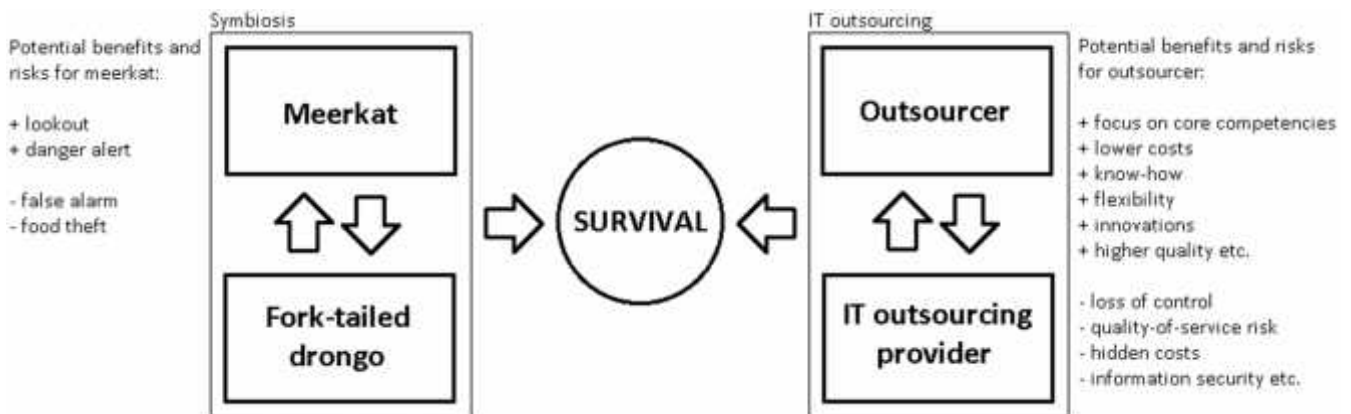 Symbiosis
Potential benefits and
risks for meerkat:
+ lookout
+ danger alert
- false alarm
- food theft
Meerkat
Fork-tailed
drongo
SURVIVAL
IT outsourcing
Outsourcer
IT outsourcing
provider
Potential benefits and risks
for outsourcer:
+ focus on core competencies
+ lower costs
+ know-how
+ flexibility
+ innovations
+ higher quality etc.
- loss of control
- quality-of-service risk
- hidden costs
- information security etc.